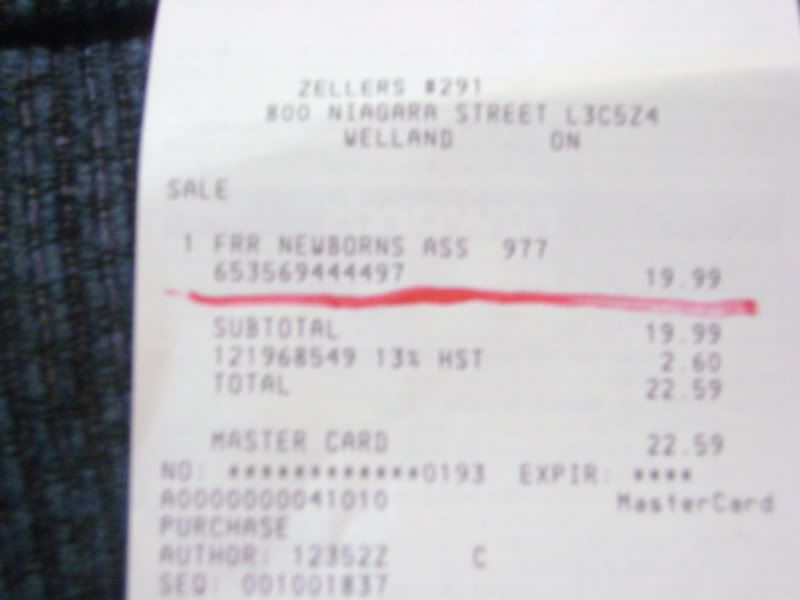 ZELLERS #291
800 NIAGARA STREET L3C5Z4
WELLAND ON
SALE
1 FRR NEWBORNS ASS 977
653569444497 19.99
SUBTOTAL 19.99
121968549 13% HST 2.60
TOTAL 22.59
MASTER CARD 22.59
NO: ************0193 EXPIR: ****
A0000000041010 MasterCard
PURCHASE
AUTHOR: 12352Z C
SEQ: 001001837